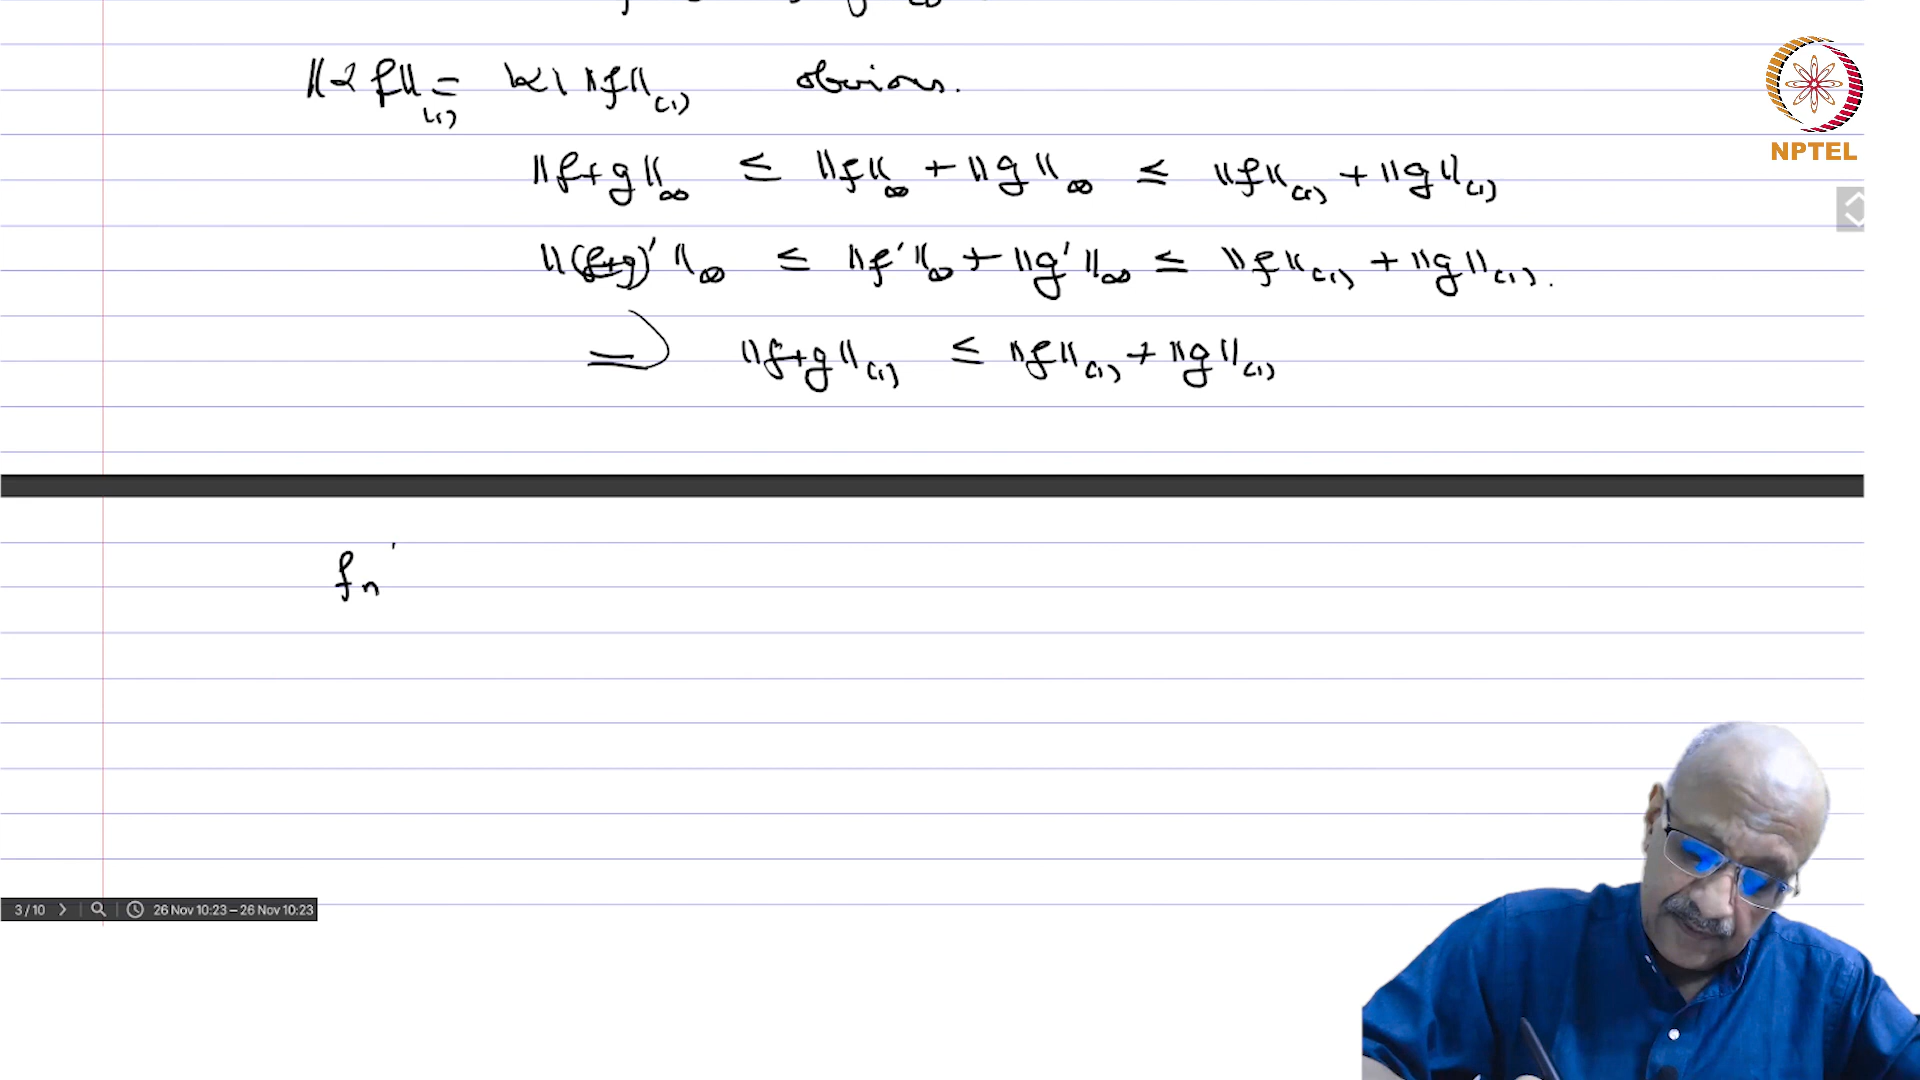 ‖αf‖₍₁₎ = |α| ‖f‖₍₁₎ obvious.
‖f+g‖∞ ≤ ‖f‖∞ + ‖g‖∞ ≤ ‖f‖₍₁₎ + ‖g‖₍₁₎
‖(f+g)'‖∞ ≤ ‖f'‖∞ + ‖g'‖∞ ≤ ‖f‖₍₁₎ + ‖g‖₍₁₎.
⇒ ‖f+g‖₍₁₎ ≤ ‖f‖₍₁₎ + ‖g‖₍₁₎
fₙ
NPTEL
3 / 10 26 Nov 10:23 – 26 Nov 10:23